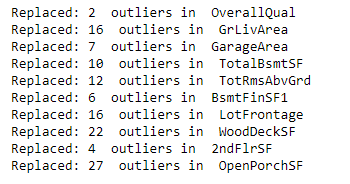 Replaced: 2  outliers in  OverallQual
Replaced: 16  outliers in  GrLivArea
Replaced: 7  outliers in  GarageArea
Replaced: 10  outliers in  TotalBsmtSF
Replaced: 12  outliers in  TotRmsAbvGrd
Replaced: 6  outliers in  BsmtFinSF1
Replaced: 16  outliers in  LotFrontage
Replaced: 22  outliers in  WoodDeckSF
Replaced: 4  outliers in  2ndFlrSF
Replaced: 27  outliers in  OpenPorchSF